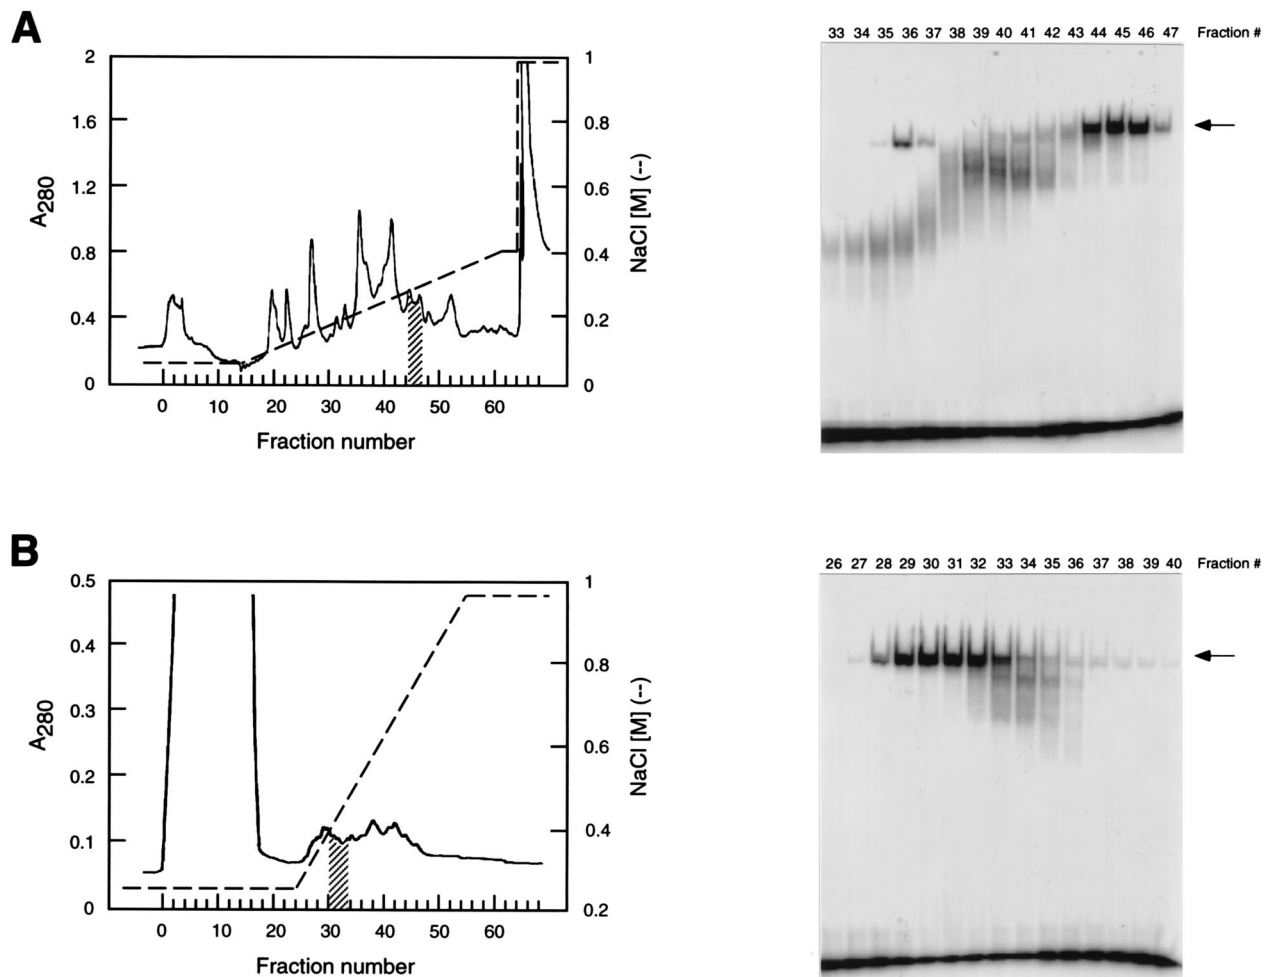 A
2
1.6
1.2
0.8
0.4
0
A280
1
0.8
0.6
0.4
0.2
0
NaCl [M] (--)
0 10 20 30 40 50 60
Fraction number
33 34 35 36 37 38 39 40 41 42 43 44 45 46 47 Fraction #
B
0.5
0.4
0.3
0.2
0.1
0
A280
1
0.8
0.6
0.4
0.2
NaCl [M] (--)
0 10 20 30 40 50 60
Fraction number
26 27 28 29 30 31 32 33 34 35 36 37 38 39 40 Fraction #